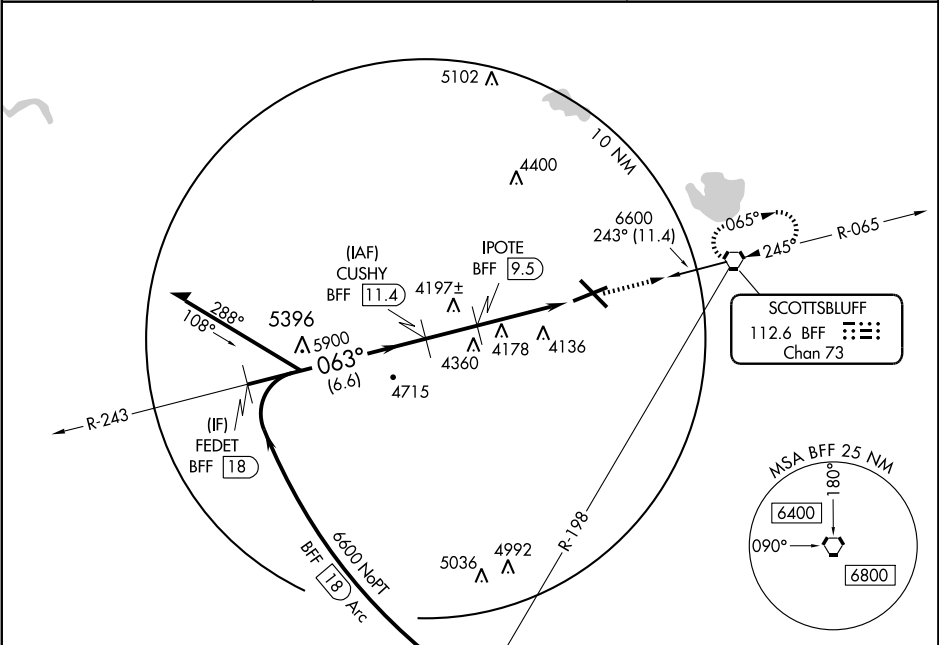 5102
10 NM
4400
6600
243° (11.4)
065°
245°
R-065
(IAF)
CUSHY
BFF 11.4
IPOTE
BFF 9.5
4197±
288°
108°
5396
5900
063°
(6.6)
4360
4178
4136
4715
SCOTTSBLUFF
112.6 BFF
Chan 73
R-243
(IF)
FEDET
BFF 18
6600 NoPT
BFF 18 Arc
R-198
5036
4992
MSA BFF 25 NM
180°
6400
090°
6800